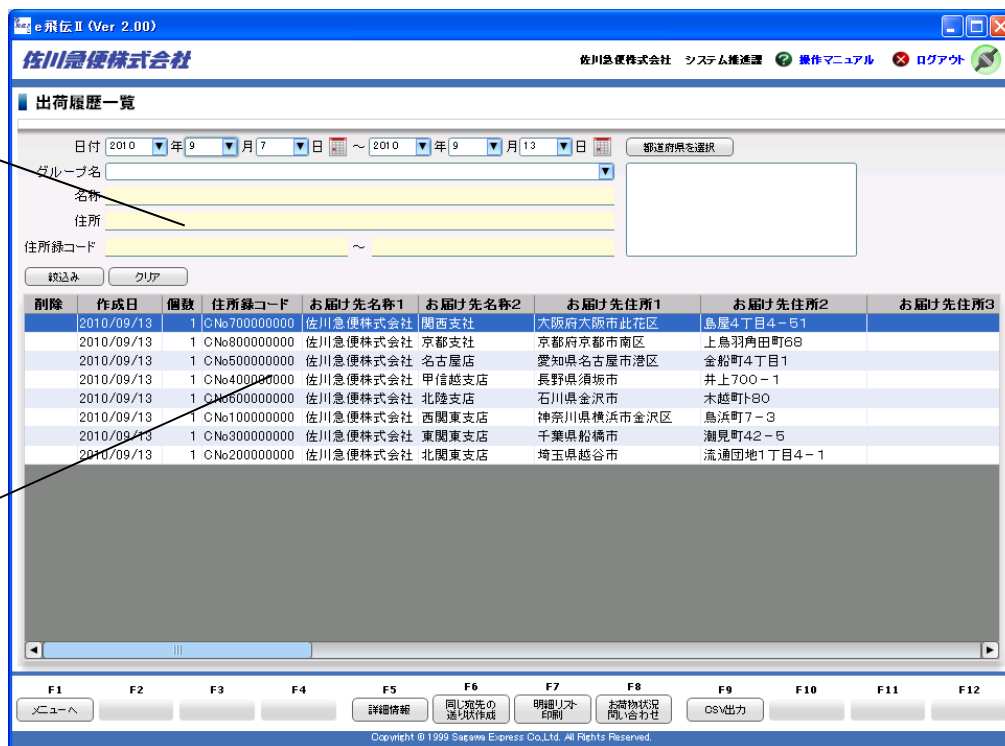 e飛伝Ⅱ (Ver 2.00)
佐川急便株式会社 佐川急便株式会社 システム推進課 ? 操作マニュアル ログアウト
出荷履歴一覧
日付 2010 年 9 月 7 日 ～ 2010 年 9 月 13 日 都道府県を選択
グループ名
名称
住所
住所録コード ～
絞込み クリア
削除 作成日 個数 住所録コード お届け先名称1 お届け先名称2 お届け先住所1 お届け先住所2 お届け先住所3
2010/09/13 1 CNo700000000 佐川急便株式会社 関西支社 大阪府大阪市此花区 島屋4丁目4－51
2010/09/13 1 CNo800000000 佐川急便株式会社 京都支社 京都府京都市南区 上鳥羽角田町68
2010/09/13 1 CNo500000000 佐川急便株式会社 名古屋店 愛知県名古屋市港区 金船町4丁目1
2010/09/13 1 CNo400000000 佐川急便株式会社 甲信越支店 長野県須坂市 井上700－1
2010/09/13 1 CNo600000000 佐川急便株式会社 北陸支店 石川県金沢市 木越町ト80
2010/09/13 1 CNo100000000 佐川急便株式会社 西関東支店 神奈川県横浜市金沢区 鳥浜町7－3
2010/09/13 1 CNo300000000 佐川急便株式会社 東関東支店 千葉県船橋市 潮見町42－5
2010/09/13 1 CNo200000000 佐川急便株式会社 北関東支店 埼玉県越谷市 流通団地1丁目4－1
F1 F2 F3 F4 F5 F6 F7 F8 F9 F10 F11 F12
メニューへ 詳細情報 同じ宛先の送り状作成 明細リスト印刷 お荷物状況問い合わせ CSV出力
Copyright © 1999 Sagawa Express Co.,Ltd. All Rights Reserved.